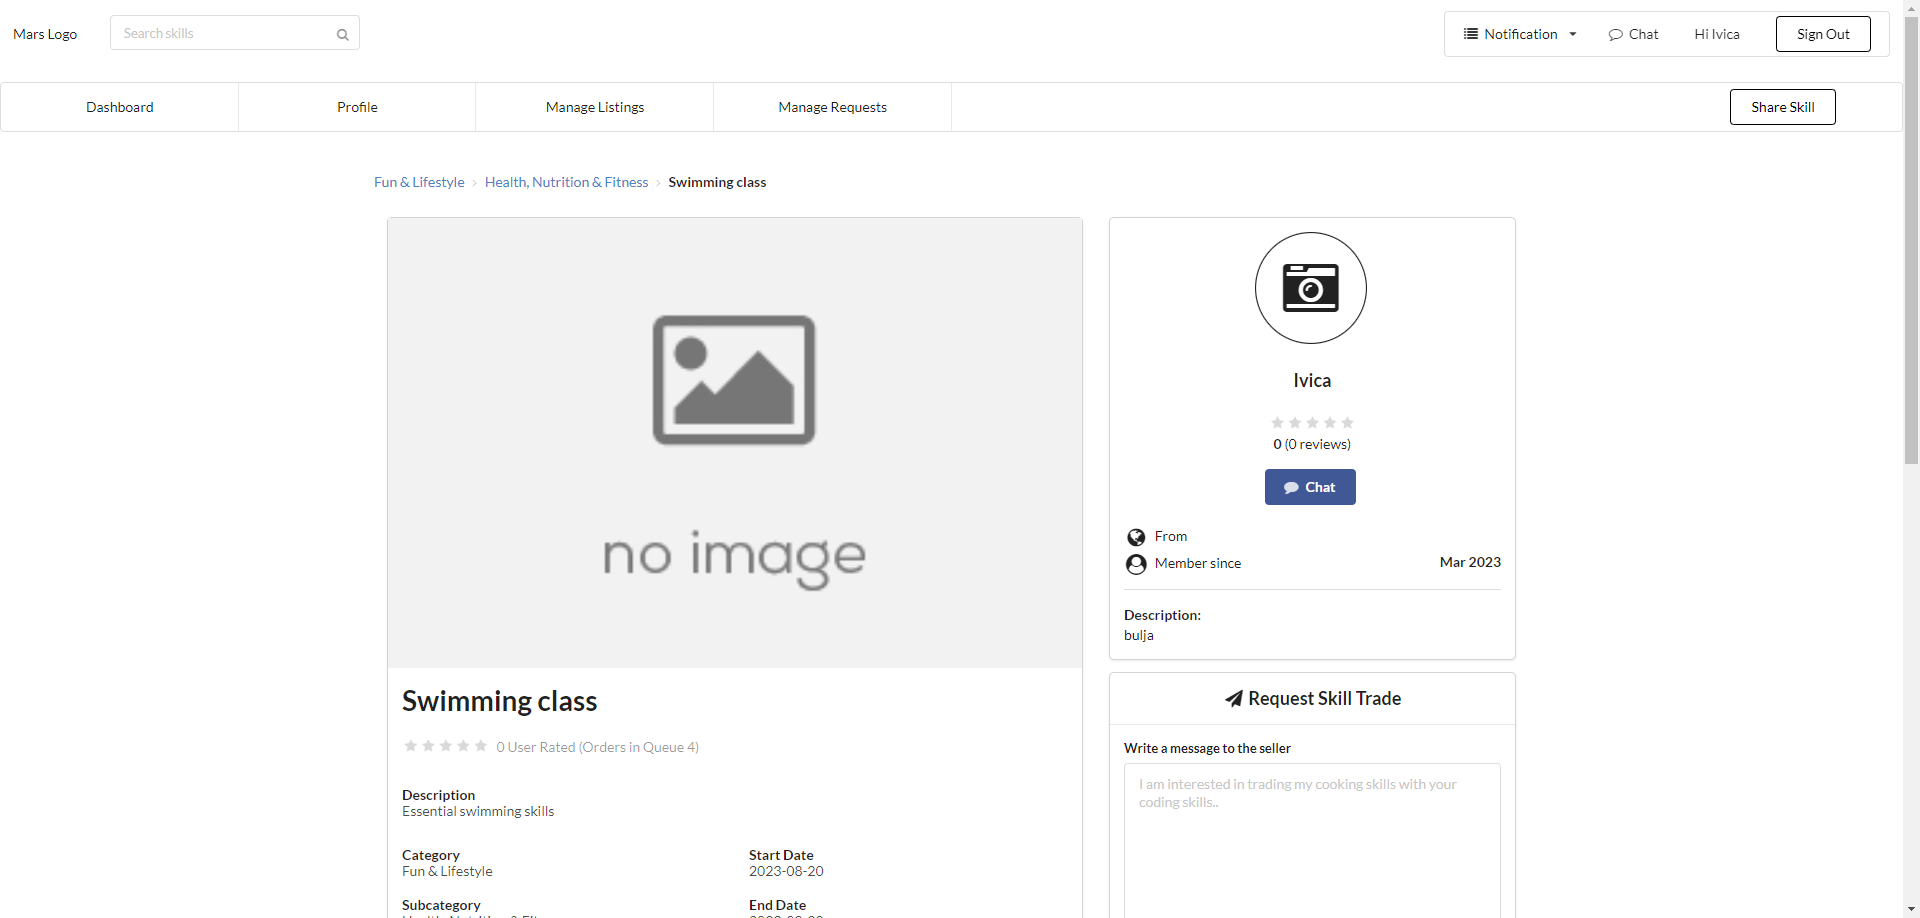 Mars Logo
Search skills
Notification
Chat
Hi Ivica
Sign Out
Dashboard
Profile
Manage Listings
Manage Requests
Share Skill
Fun & Lifestyle › Health, Nutrition & Fitness › Swimming class
no image
Swimming class
0 User Rated (Orders in Queue 4)
Description
Essential swimming skills
Category
Fun & Lifestyle
Start Date
2023-08-20
Subcategory
End Date
Ivica
0 (0 reviews)
Chat
From
Member since Mar 2023
Description:
bulja
Request Skill Trade
Write a message to the seller
I am interested in trading my cooking skills with your
coding skills..